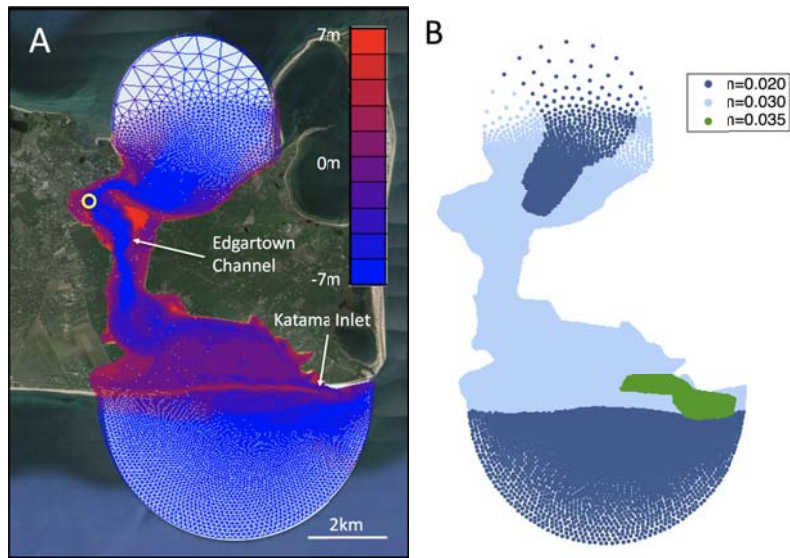 A
7m
0m
-7m
Edgartown
Channel
Katama Inlet
2km
B
n=0.020
n=0.030
n=0.035